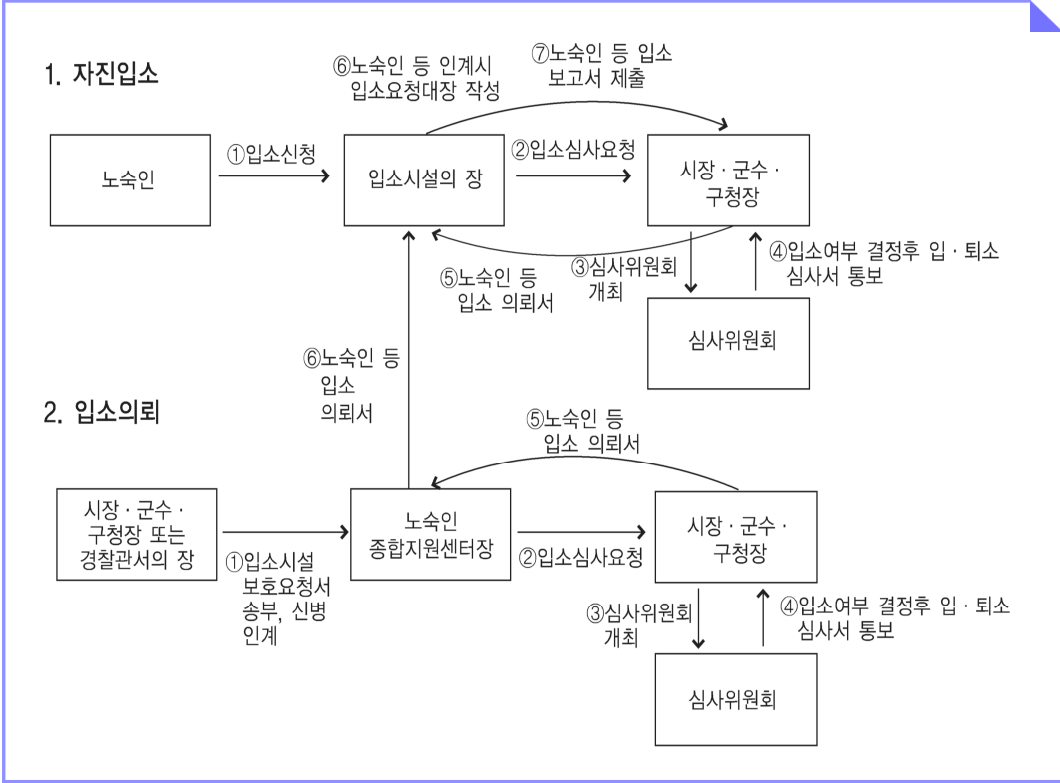 1. 자진입소
⑥노숙인 등 인계시
입소요청대장 작성
⑦노숙인 등 입소
보고서 제출
노숙인
①입소신청
입소시설의 장
②입소심사요청
시장·군수·
구청장
⑤노숙인 등
입소 의뢰서
③심사위원회
개최
④입소여부 결정후 입·퇴소
심사서 통보
심사위원회
⑥노숙인 등
입소
의뢰서
2. 입소의뢰
⑤노숙인 등
입소 의뢰서
시장·군수·
구청장 또는
경찰관서의 장
①입소시설
보호요청서
송부, 신병
인계
노숙인
종합지원센터장
②입소심사요청
시장·군수·
구청장
③심사위원회
개최
④입소여부 결정후 입·퇴소
심사서 통보
심사위원회